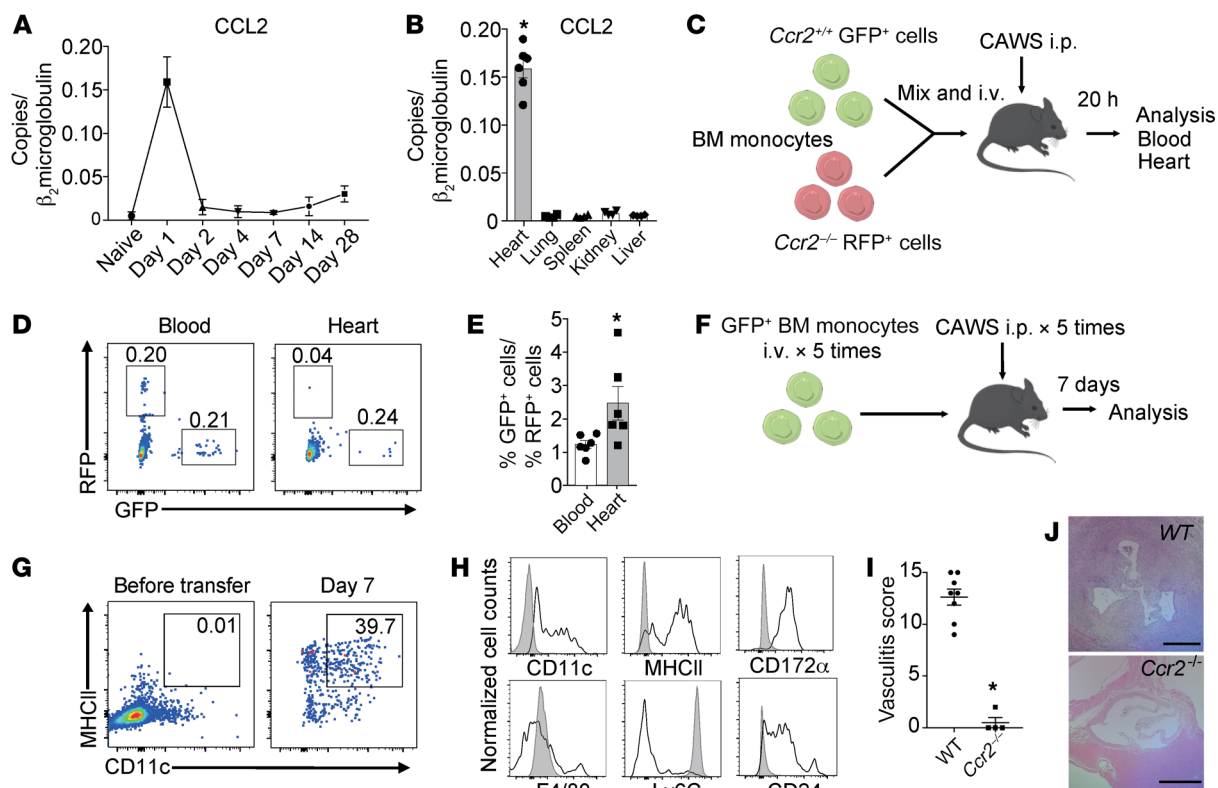 A
CCL2
Copies/
β2microglobulin
0.20
0.15
0.10
0.05
0
Naive
Day 1
Day 2
Day 4
Day 7
Day 14
Day 28
B
CCL2
Copies/
β2microglobulin
0.20
0.15
0.10
0.05
0
*
Heart
Lung
Spleen
Kidney
Liver
C
Ccr2+/+ GFP+ cells
BM monocytes
Ccr2–/– RFP+ cells
Mix and i.v.
CAWS i.p.
20 h
Analysis
Blood
Heart
D
Blood
Heart
0.20
0.21
0.04
0.24
RFP
GFP
E
% GFP+ cells/
% RFP+ cells
5
4
3
2
1
0
*
Blood
Heart
F
GFP+ BM monocytes
i.v. × 5 times
CAWS i.p. × 5 times
7 days
Analysis
G
Before transfer
Day 7
0.01
39.7
MHCII
CD11c
H
Normalized cell counts
CD11c
MHCII
CD172α
I
Vasculitis score
15
10
5
0
*
WT
Ccr2-/-
J
WT
Ccr2-/-